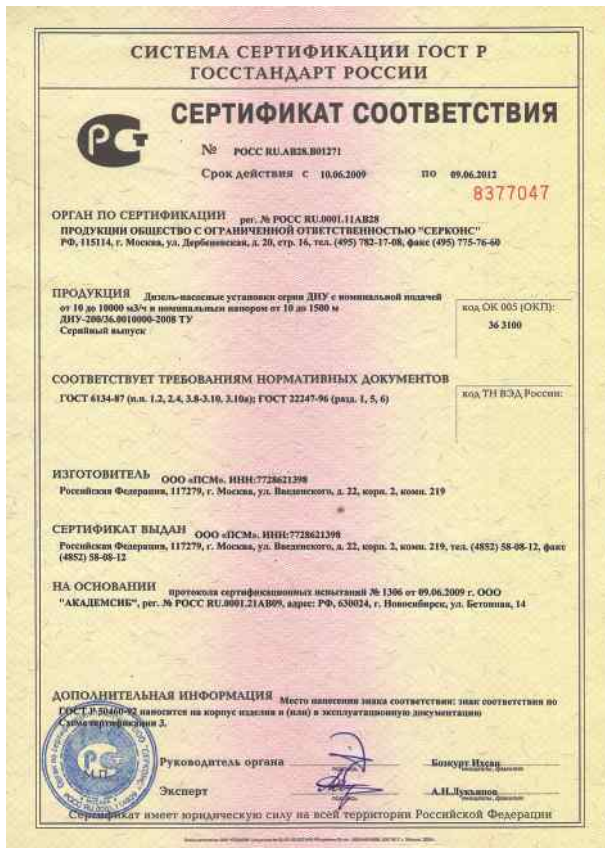 СИСТЕМА СЕРТИФИКАЦИИ ГОСТ Р
ГОССТАНДАРТ РОССИИ
СЕРТИФИКАТ СООТВЕТСТВИЯ
№ РОСС RU.АВ28.В01271
Срок действия с 10.06.2009 по 09.06.2012
8377047
ОРГАН ПО СЕРТИФИКАЦИИ рег. № РОСС RU.0001.11АВ28
ПРОДУКЦИИ ОБЩЕСТВО С ОГРАНИЧЕННОЙ ОТВЕТСТВЕННОСТЬЮ "СЕРКОНС"
РФ, 115114, г. Москва, ул. Дербеневская, д. 20, стр. 16, тел. (495) 782-17-08, факс (495) 775-76-60
ПРОДУКЦИЯ Дизель-насосные установки серии ДНУ с номинальной подачей
от 10 до 10000 м3/ч и номинальным напором от 10 до 1500 м
ДНУ-200/36.0010000-2008 ТУ
Серийный выпуск
код ОК 005 (ОКП):
36 3100
СООТВЕТСТВУЕТ ТРЕБОВАНИЯМ НОРМАТИВНЫХ ДОКУМЕНТОВ
ГОСТ 6134-87 (п.п. 1.2, 2.4, 3.8-3.10, 3.10а); ГОСТ 22247-96 (разд. 1, 5, 6)
код ТН ВЭД России:
ИЗГОТОВИТЕЛЬ ООО «ПСМ». ИНН:7728621398
Российская Федерация, 117279, г. Москва, ул. Введенского, д. 22, корп. 2, комн. 219
СЕРТИФИКАТ ВЫДАН ООО «ПСМ». ИНН:7728621398
Российская Федерация, 117279, г. Москва, ул. Введенского, д. 22, корп. 2, комн. 219, тел. (4852) 58-08-12, факс
(4852) 58-08-12
НА ОСНОВАНИИ протокола сертификационных испытаний № 1306 от 09.06.2009 г. ООО
"АКАДЕМСИБ", рег. № РОСС RU.0001.21АВ09, адрес: РФ, 630024, г. Новосибирск, ул. Бетонная, 14
ДОПОЛНИТЕЛЬНАЯ ИНФОРМАЦИЯ Место нанесения знака соответствия: знак соответствия по
ГОСТ Р 50460-92 наносится на корпус изделия и (или) в эксплуатационную документацию
Схема сертификации 3.
М.П.
Руководитель органа
подпись
Бозкурт Ихсан
инициалы, фамилия
Эксперт
подпись
А.Н.Лукьянов
инициалы, фамилия
Сертификат имеет юридическую силу на всей территории Российской Федерации